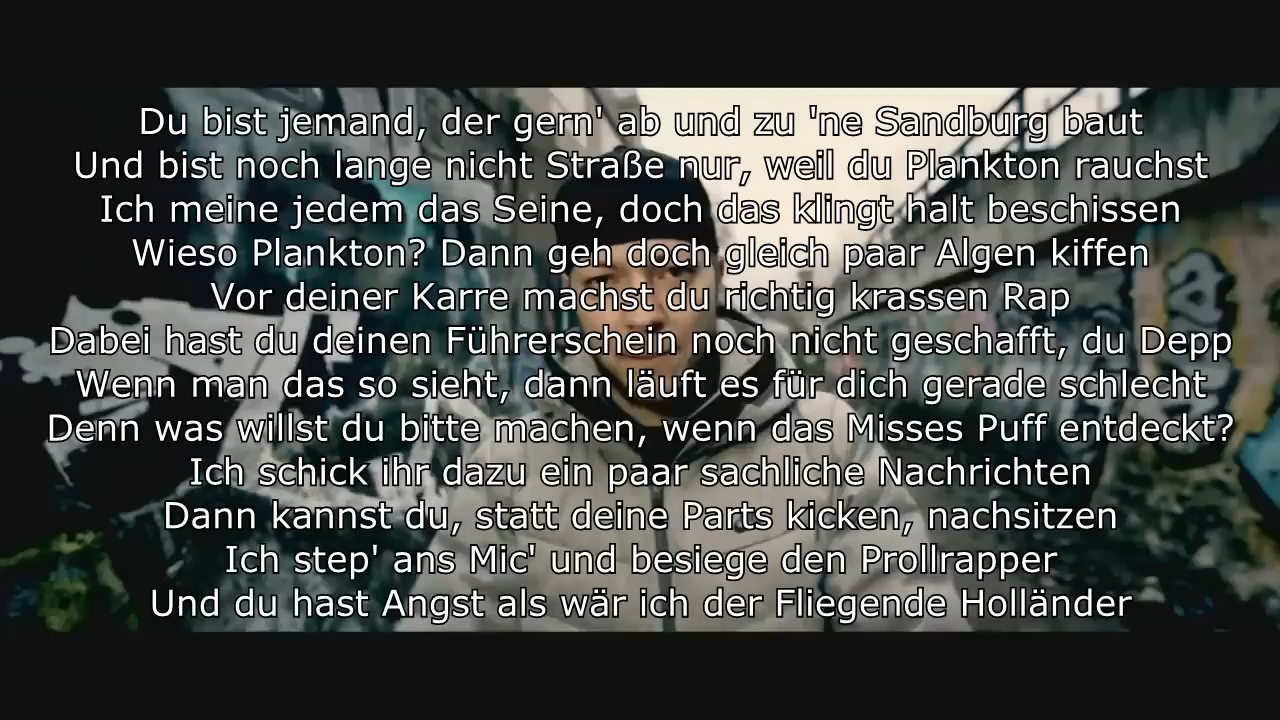 Du bist jemand, der gern' ab und zu 'ne Sandburg baut
Und bist noch lange nicht Straße nur, weil du Plankton rauchst
Ich meine jedem das Seine, doch das klingt halt beschissen
Wieso Plankton? Dann geh doch gleich paar Algen kiffen
Vor deiner Karre machst du richtig krassen Rap
Dabei hast du deinen Führerschein noch nicht geschafft, du Depp
Wenn man das so sieht, dann läuft es für dich gerade schlecht
Denn was willst du bitte machen, wenn das Misses Puff entdeckt?
Ich schick ihr dazu ein paar sachliche Nachrichten
Dann kannst du, statt deine Parts kicken, nachsitzen
Ich step' ans Mic' und besiege den Prollrapper
Und du hast Angst als wär ich der Fliegende Holländer